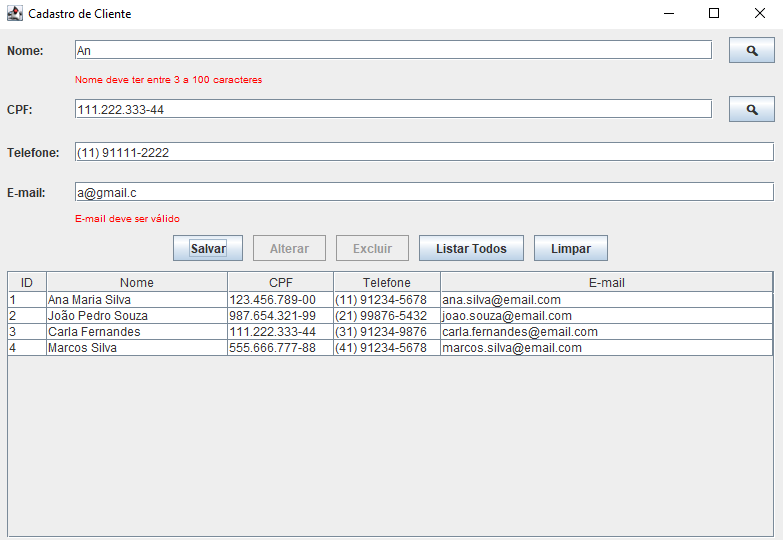 Cadastro de Cliente
Nome: An
Nome deve ter entre 3 a 100 caracteres
CPF: 111.222.333-44
Telefone: (11) 91111-2222
E-mail: a@gmail.c
E-mail deve ser válido
Salvar Alterar Excluir Listar Todos Limpar
ID Nome CPF Telefone E-mail
1 Ana Maria Silva 123.456.789-00 (11) 91234-5678 ana.silva@email.com
2 João Pedro Souza 987.654.321-99 (21) 99876-5432 joao.souza@email.com
3 Carla Fernandes 111.222.333-44 (31) 91234-9876 carla.fernandes@email.com
4 Marcos Silva 555.666.777-88 (41) 91234-5678 marcos.silva@email.com